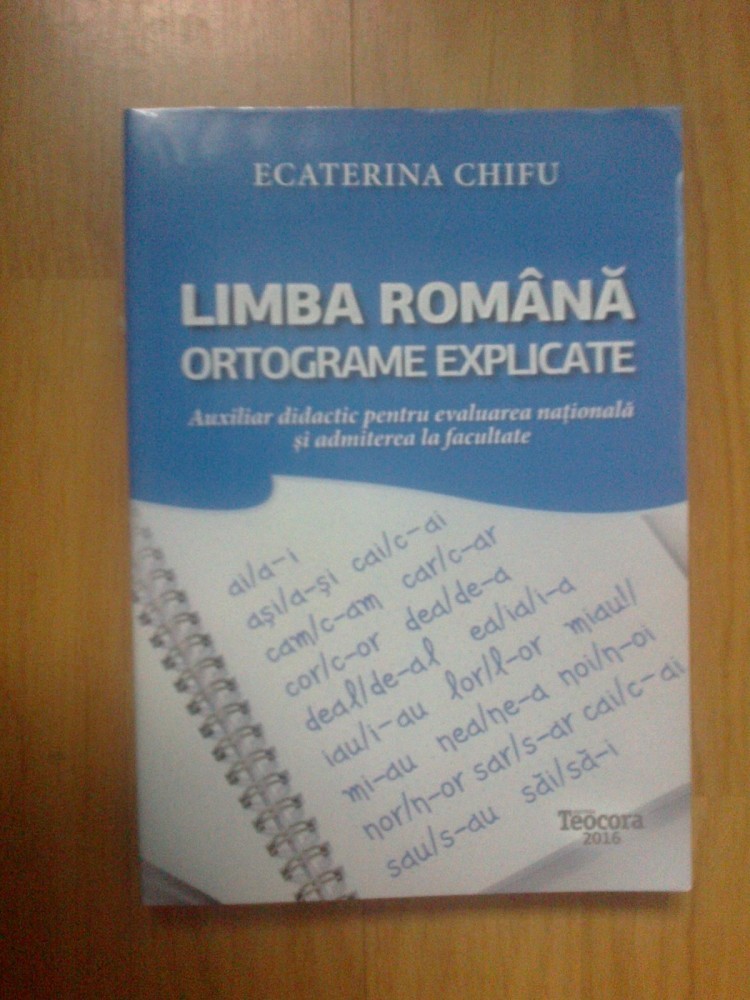 ECATERINA CHIFU
LIMBA ROMÂNĂ
ORTOGRAME EXPLICATE
Auxiliar didactic pentru evaluarea națională
și admiterea la facultate
ai/a-i
ași/a-și cai/c-ai
cam/c-am car/c-ar
cor/c-or dea/de-a
deal/de-al ea/ia/i-a
iau/i-au lor/l-or miau!/
mi-au nea/ne-a noi/n-oi
nor/n-or sar/s-ar cai/c-ai
sau/s-au săi/să-i
Teocora
2016